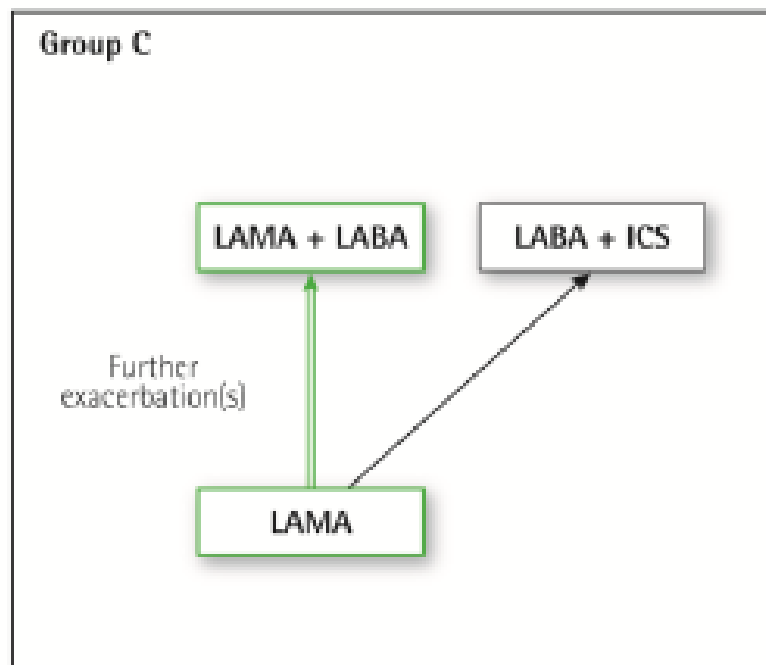 Group C
LAMA + LABA
LABA + ICS
Further
exacerbation(s)
LAMA